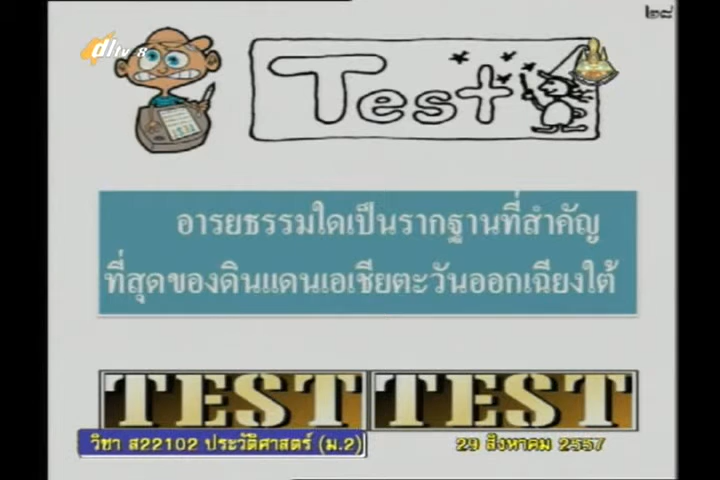 ๒๘
dltv 8
Test
อารยธรรมใดเป็นรากฐานที่สำคัญ
ที่สุดของดินแดนเอเชียตะวันออกเฉียงใต้
TEST TEST
วิชา ส22102 ประวัติศาสตร์ (ม.2)
29 สิงหาคม 2557